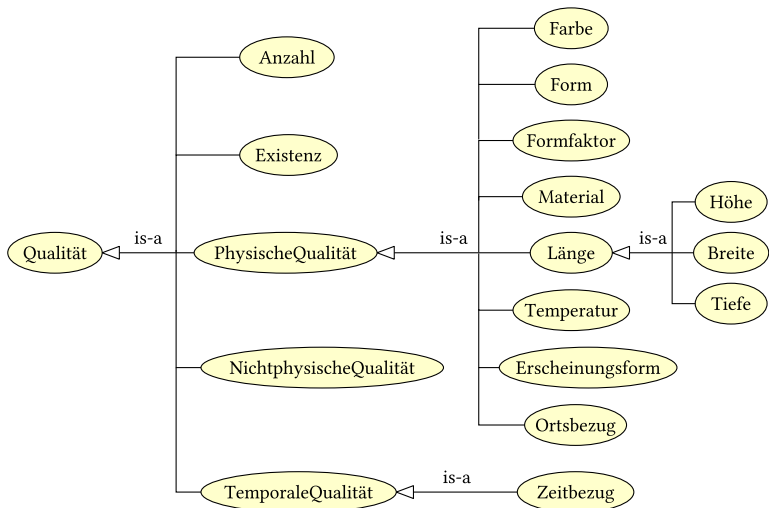 Farbe
Anzahl
Form
Formfaktor
Existenz
Material
Höhe
is-a
is-a
is-a
Qualität
PhysischeQualität
Länge
Breite
Tiefe
Temperatur
NichtphysischeQualität
Erscheinungsform
Ortsbezug
is-a
TemporaleQualität
Zeitbezug